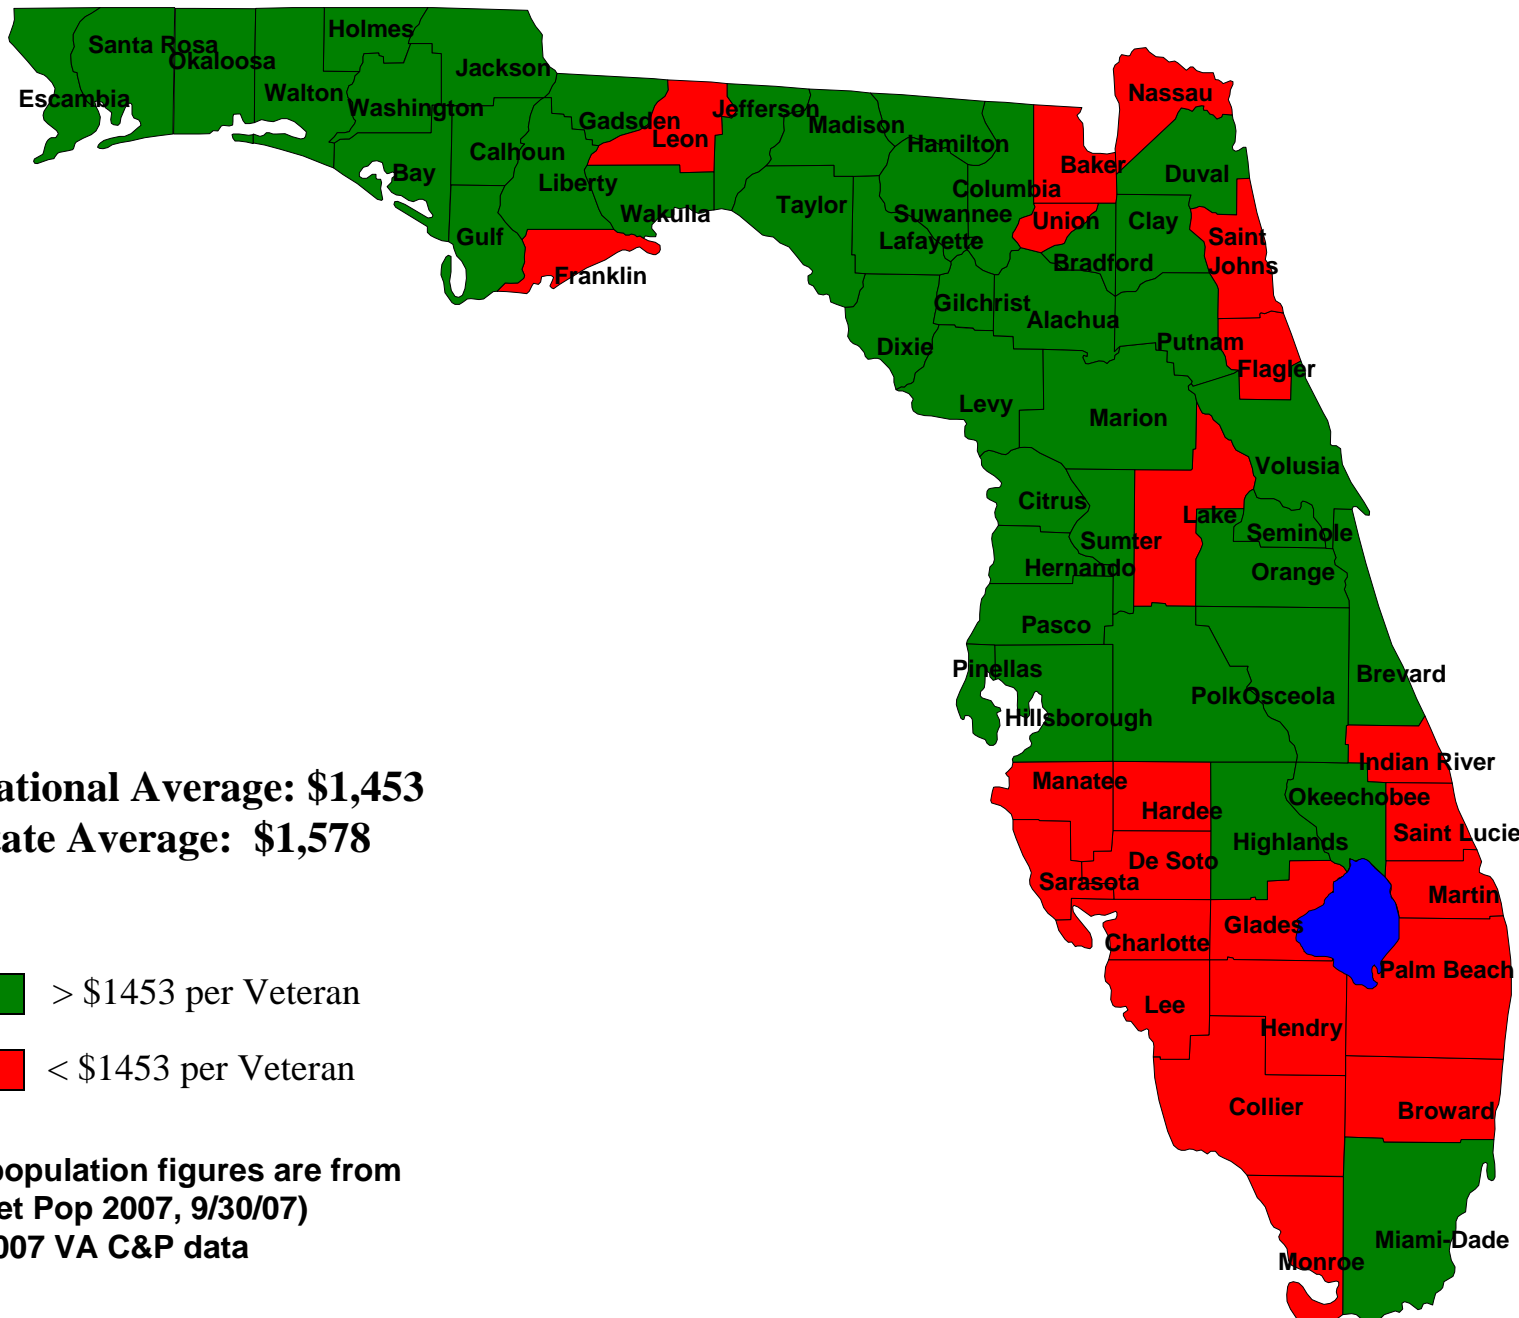 Holmes
Santa Rosa
Okaloosa
Jackson
Walton
Escambia
Washington
Nassau
Gadsden
Jefferson
Leon
Madison
Hamilton
Calhoun
Baker
Bay
Liberty
Duval
Columbia
Wakulla
Taylor
Suwannee
Union
Clay
Gulf
Lafayette
Saint
Johns
Franklin
Bradford
Gilchrist
Alachua
Dixie
Putnam
Flagler
Levy
Marion
Volusia
Citrus
Lake
Sumter
Seminole
Hernando
Orange
Pasco
Pinellas
Brevard
Polk
Osceola
Hillsborough
Indian River
Manatee
ational Average: $1,453
Okeechobee
Hardee
tate Average: $1,578
Saint Lucie
Highlands
De Soto
Sarasota
Martin
Glades
Charlotte
Palm Beach
> $1453 per Veteran
Lee
Hendry
< $1453 per Veteran
Collier
Broward
population figures are from
et Pop 2007, 9/30/07)
007 VA C&P data
Miami-Dade
Monroe